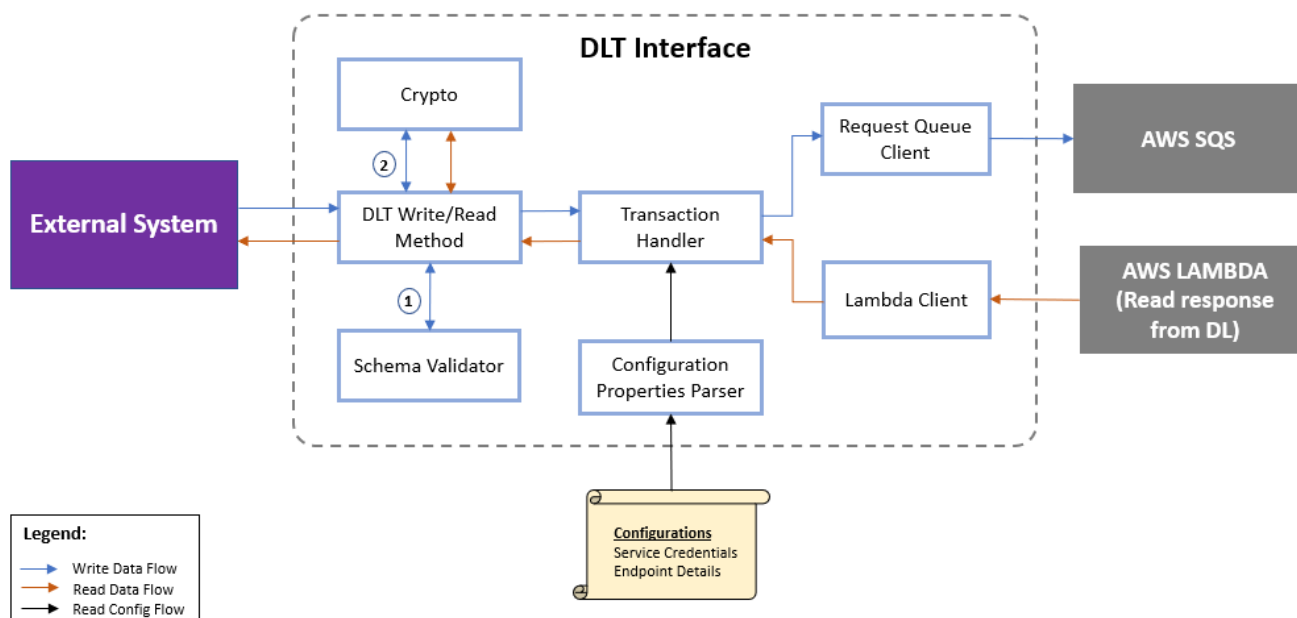 DLT Interface
Crypto
Request Queue
Client
AWS SQS
2
External System
DLT Write/Read
Method
Transaction
Handler
AWS LAMBDA
(Read response
from DL)
1
Lambda Client
Schema Validator
Configuration
Properties Parser
Configurations
Service Credentials
Endpoint Details
Legend:
Write Data Flow
Read Data Flow
Read Config Flow